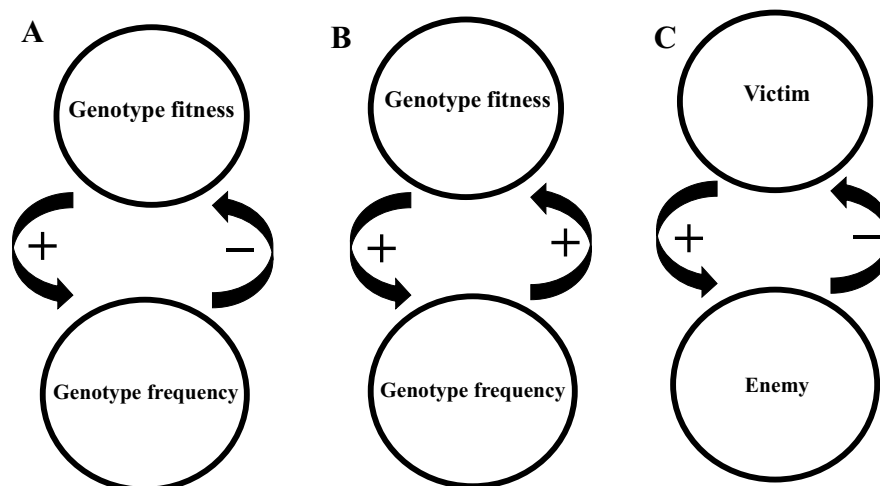 A
Genotype fitness
+
−
Genotype frequency
B
Genotype fitness
+
+
Genotype frequency
C
Victim
+
−
Enemy